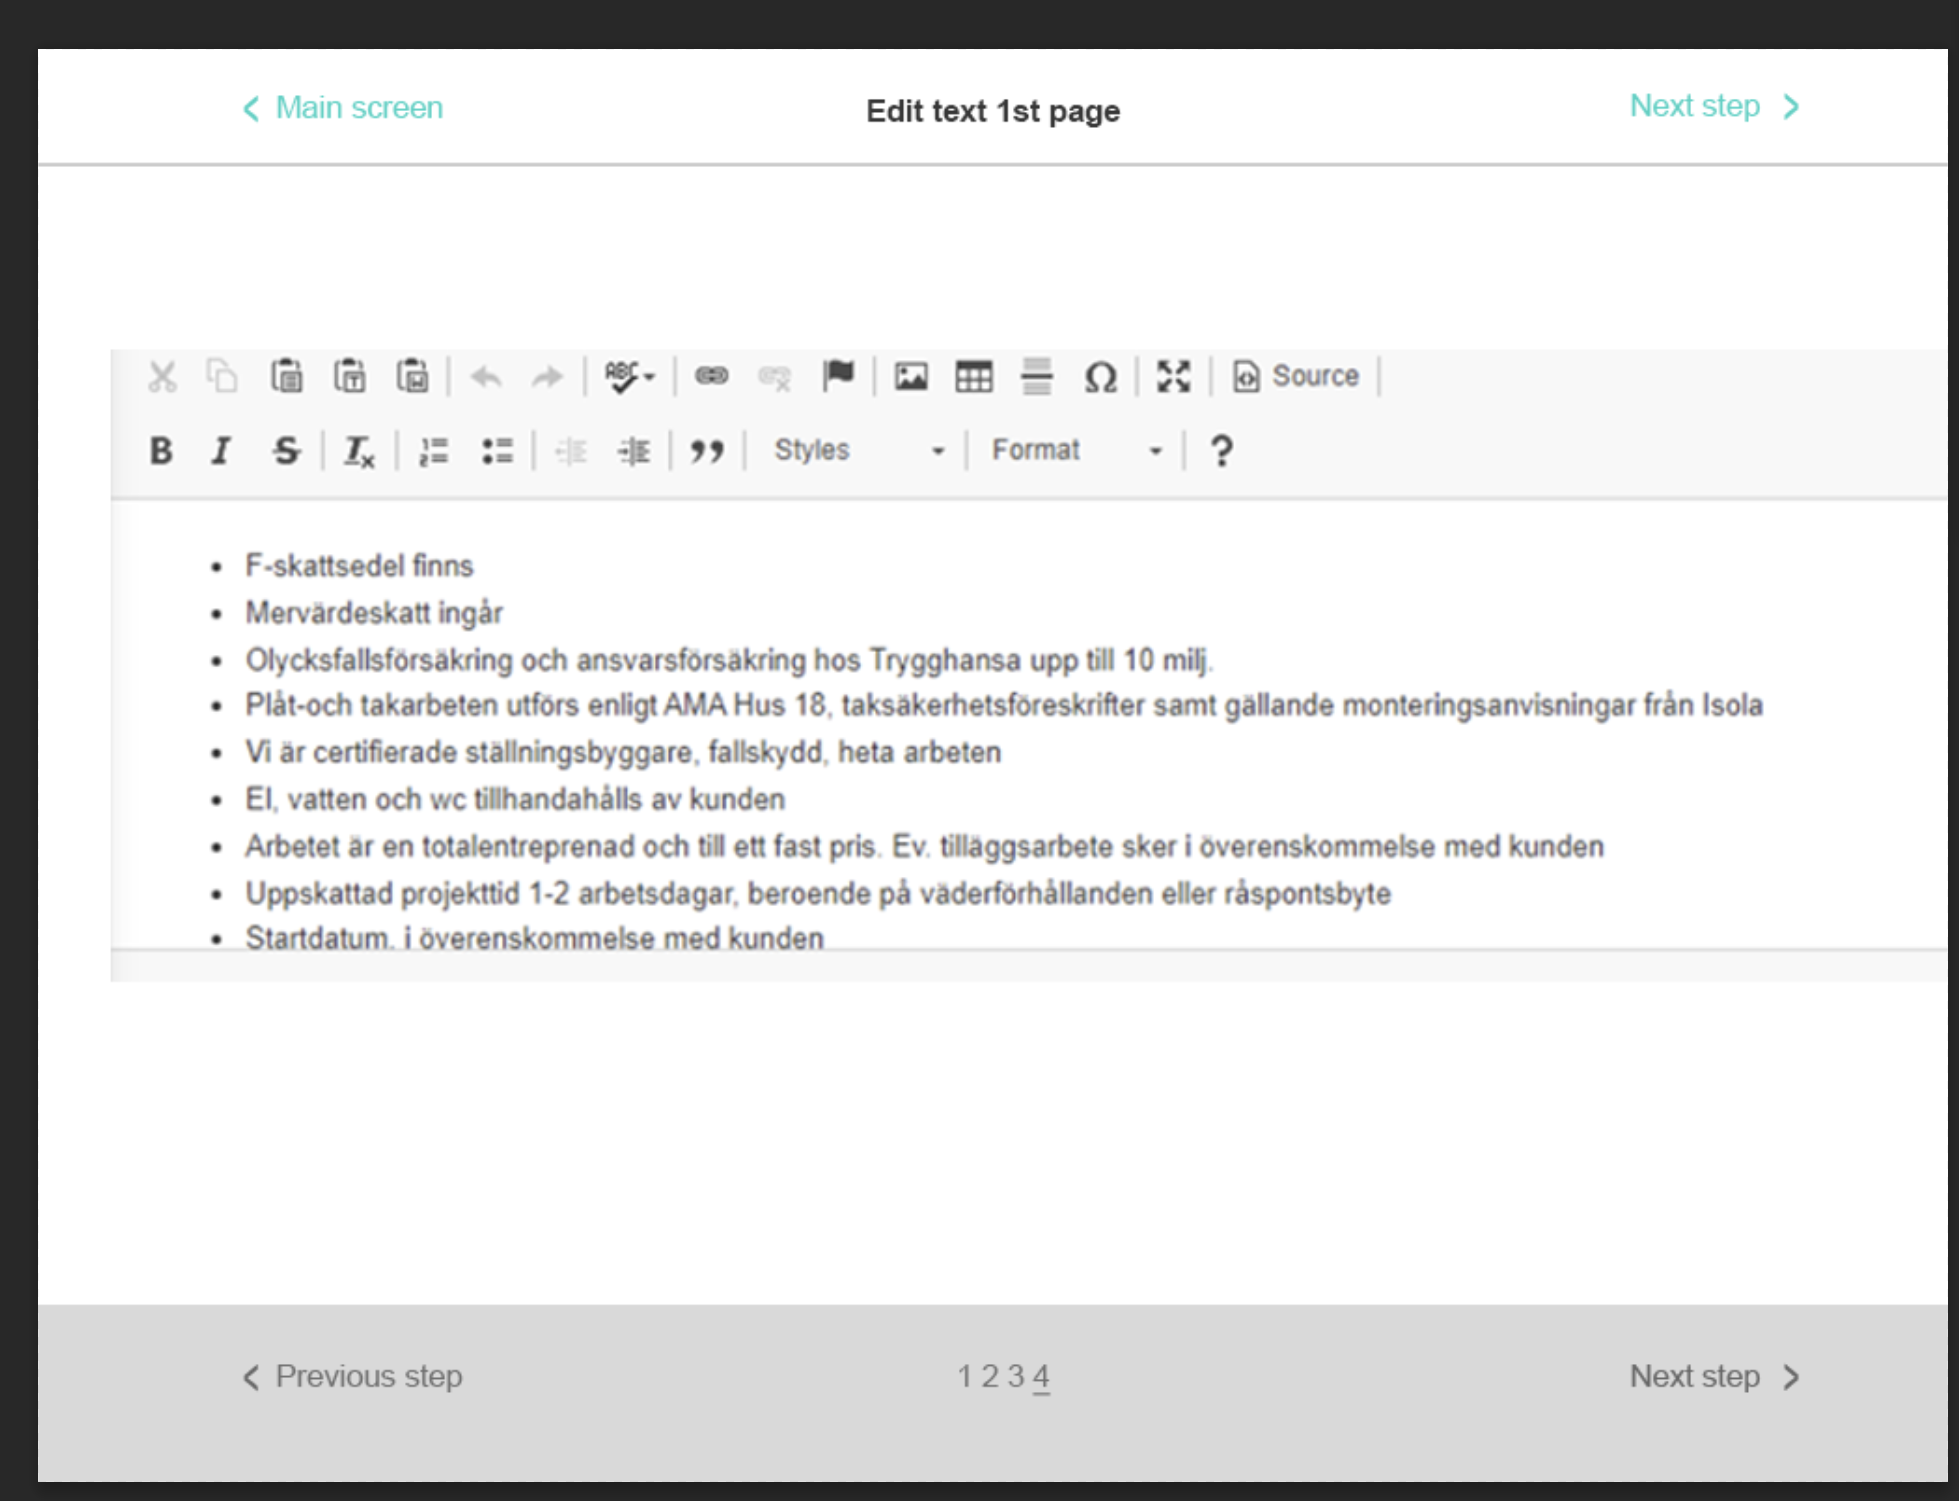 Main screen
Edit text 1st page
Next step
Source
Styles
Format
F-skattsedel finns
Mervärdeskatt ingår
Olycksfallsförsäkring och ansvarsförsäkring hos Trygghansa upp till 10 milj.
Plåt-och takarbeten utförs enligt AMA Hus 18, taksäkerhetsföreskrifter samt gällande monteringsanvisningar från Isola
Vi är certifierade ställningsbyggare, fallskydd, heta arbeten
El, vatten och wc tillhandahålls av kunden
Arbetet är en totalentreprenad och till ett fast pris. Ev. tilläggsarbete sker i överenskommelse med kunden
Uppskattad projekttid 1-2 arbetsdagar, beroende på väderförhållanden eller råspontsbyte
Startdatum. i överenskommelse med kunden
Previous step
1 2 3 4
Next step